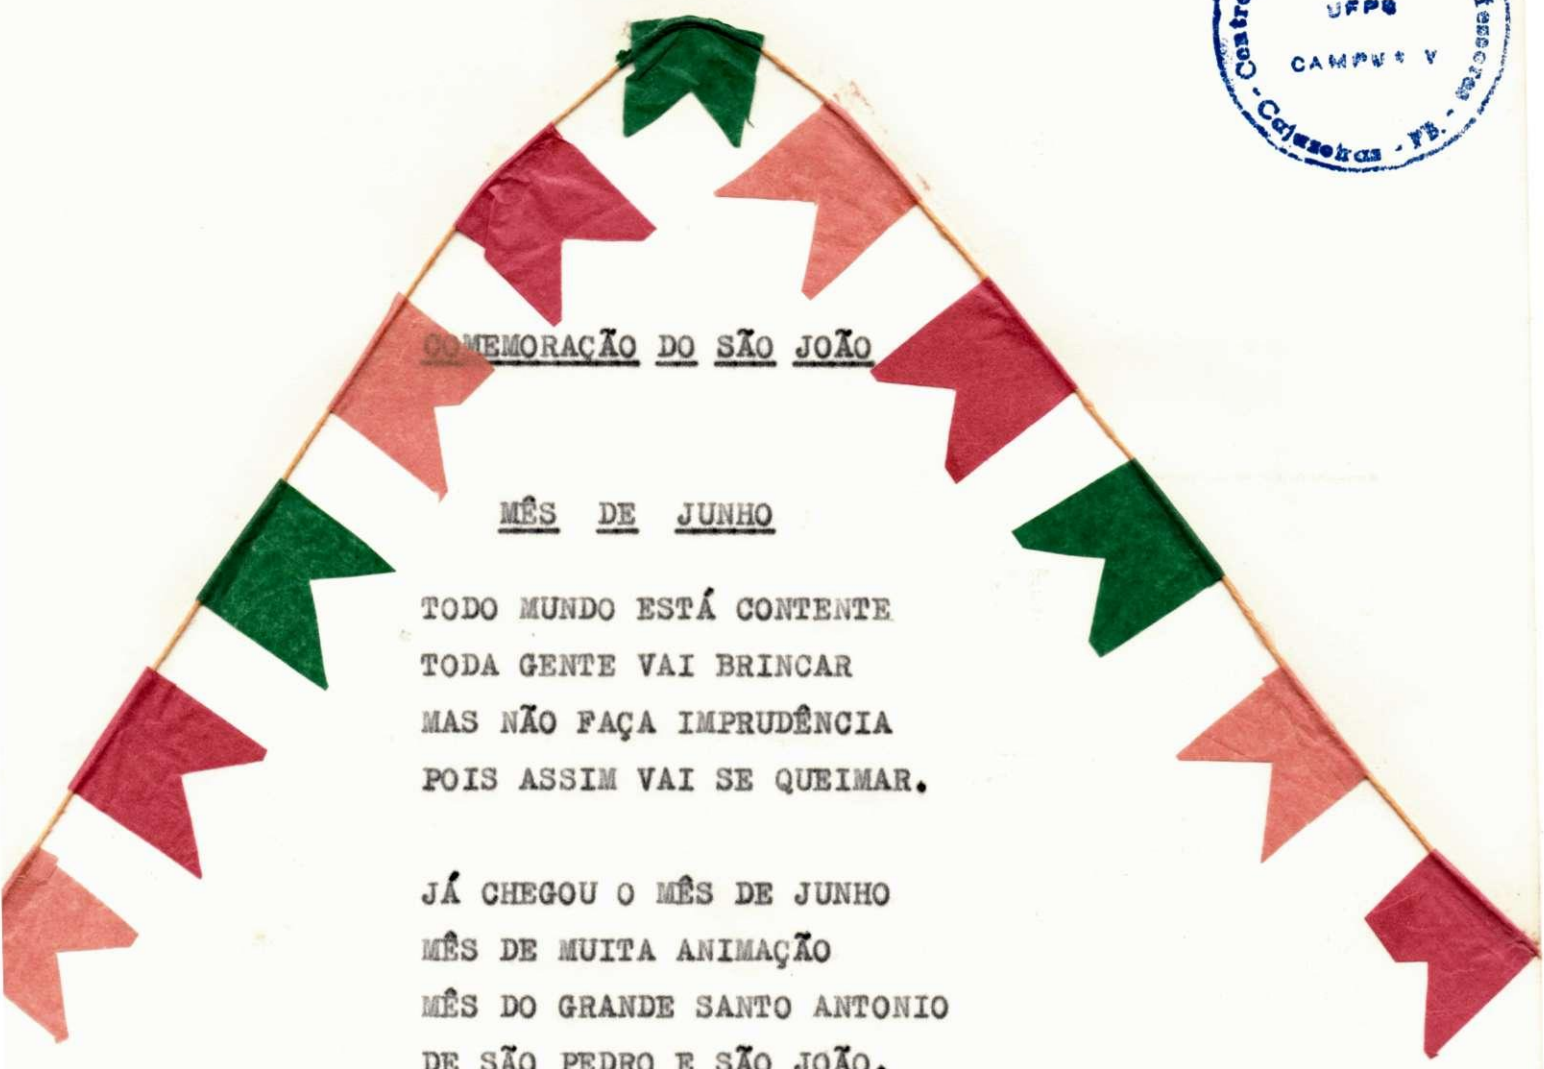 UFPB
CAMPUS V
Cajazeiras - PB.
COMEMORAÇÃO DO SÃO JOÃO
MÊS DE JUNHO
TODO MUNDO ESTÁ CONTENTE
TODA GENTE VAI BRINCAR
MAS NÃO FAÇA IMPRUDÊNCIA
POIS ASSIM VAI SE QUEIMAR.
JÁ CHEGOU O MÊS DE JUNHO
MÊS DE MUITA ANIMAÇÃO
MÊS DO GRANDE SANTO ANTONIO
DE SÃO PEDRO E SÃO JOÃO.